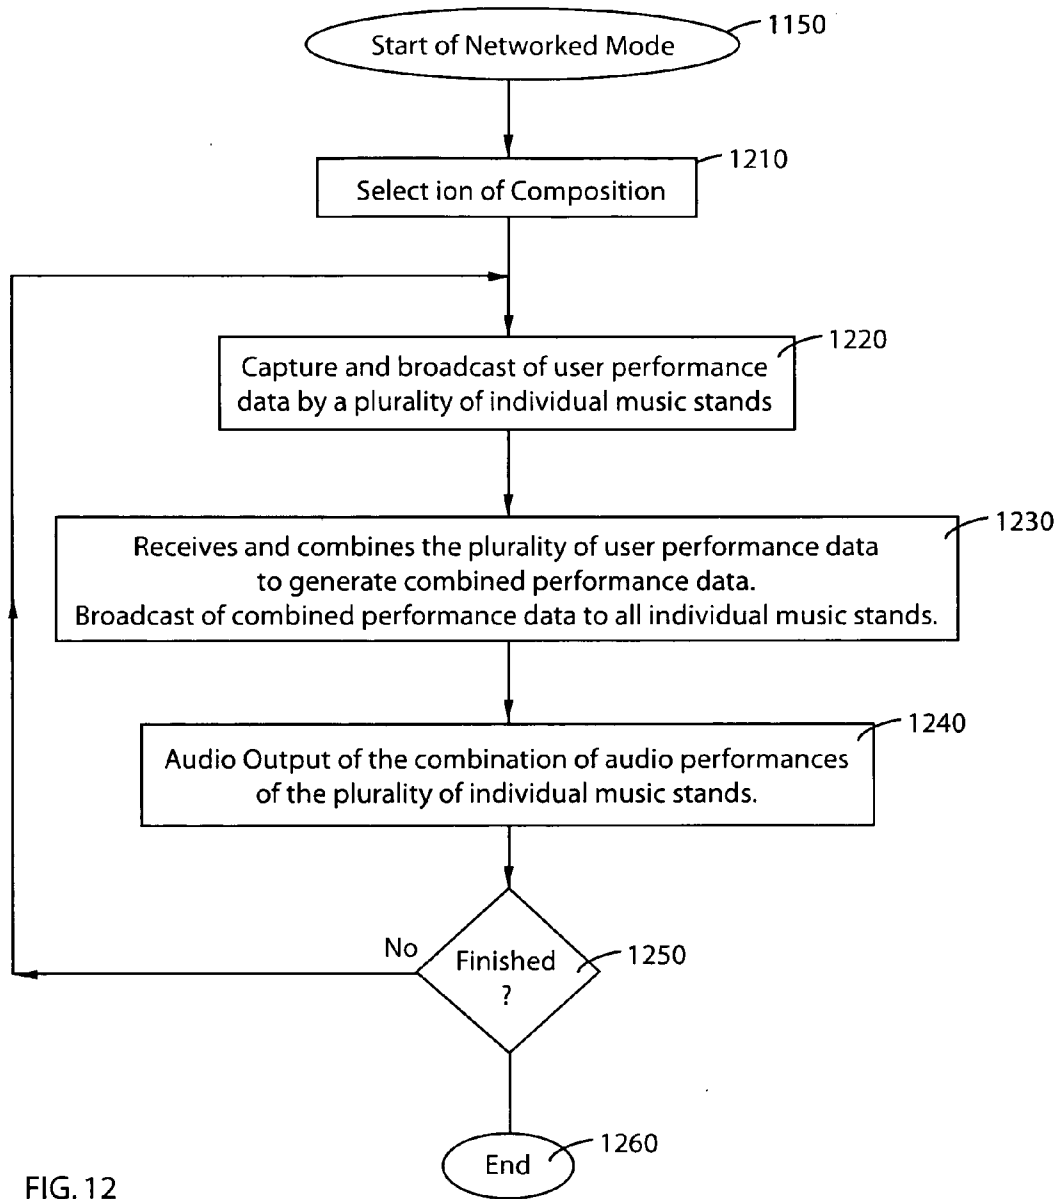 1150
Start of Networked Mode
1210
Select ion of Composition
1220
Capture and broadcast of user performance
data by a plurality of individual music stands
1230
Receives and combines the plurality of user performance data
to generate combined performance data.
Broadcast of combined performance data to all individual music stands.
1240
Audio Output of the combination of audio performances
of the plurality of individual music stands.
No
Finished
?
1250
1260
End
FIG. 12